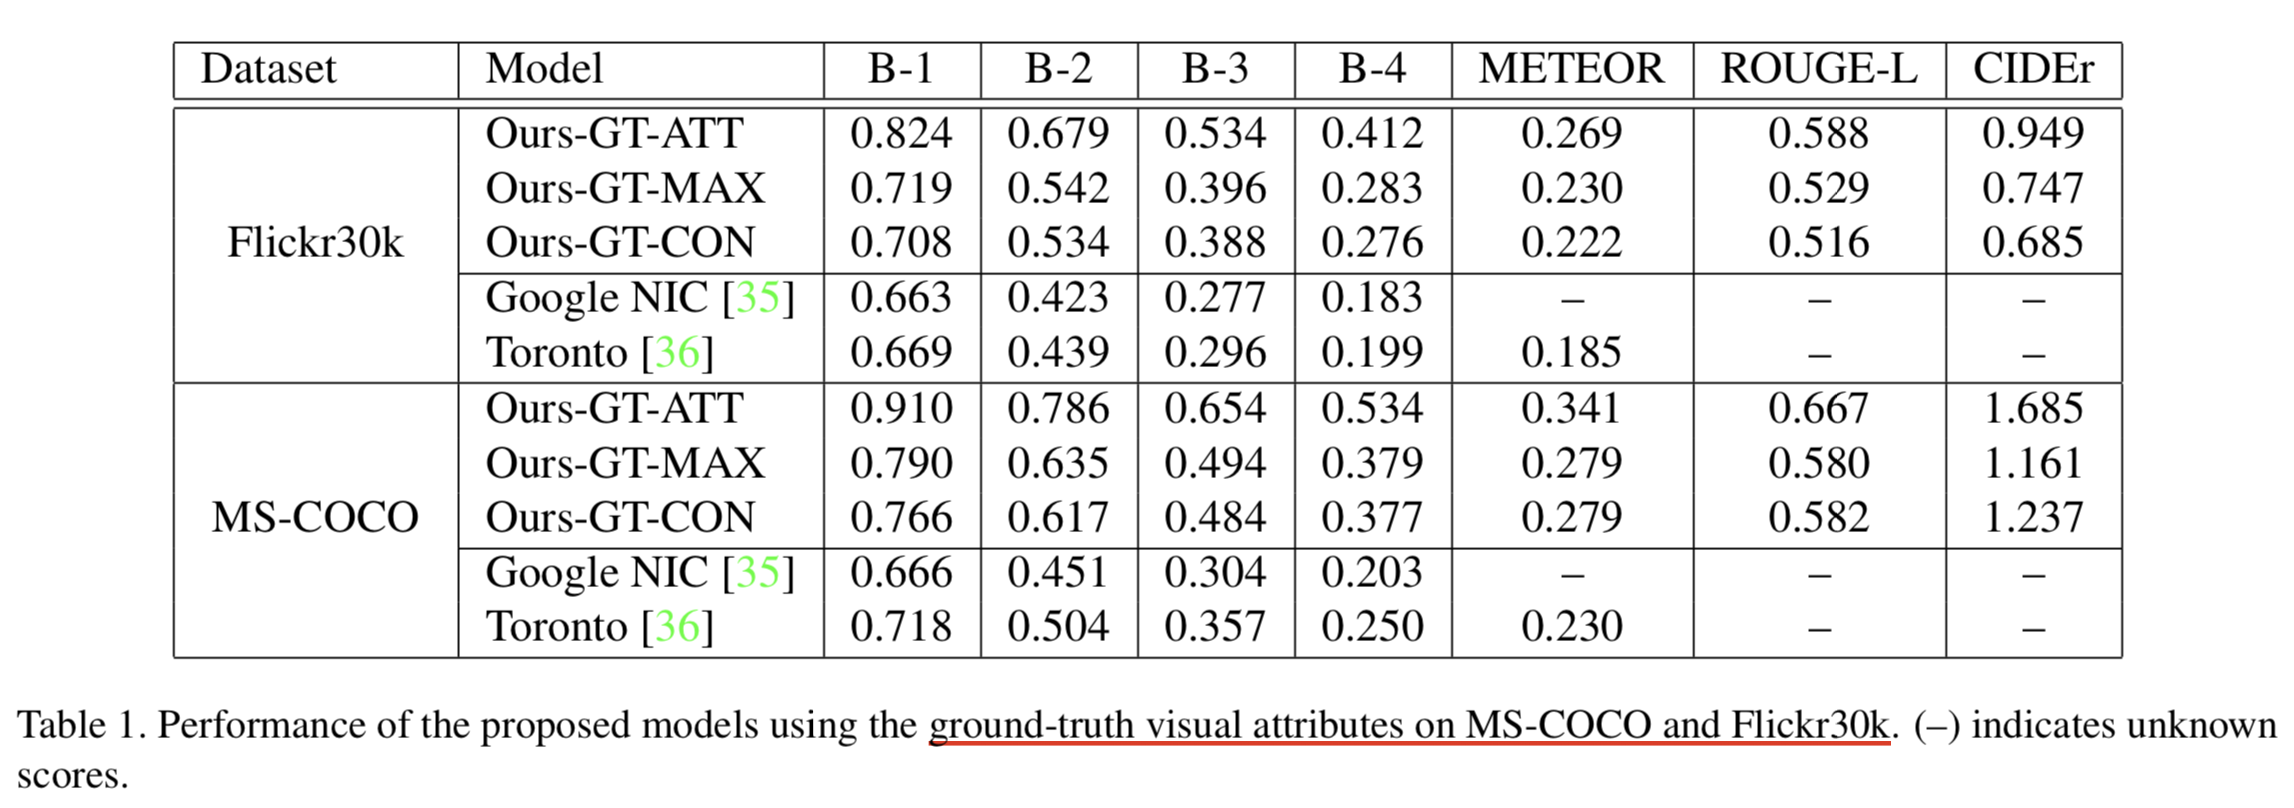 Dataset Model B-1 B-2 B-3 B-4 METEOR ROUGE-L CIDEr
Flickr30k
Ours-GT-ATT 0.824 0.679 0.534 0.412 0.269 0.588 0.949
Ours-GT-MAX 0.719 0.542 0.396 0.283 0.230 0.529 0.747
Ours-GT-CON 0.708 0.534 0.388 0.276 0.222 0.516 0.685
Google NIC [35] 0.663 0.423 0.277 0.183 – – –
Toronto [36] 0.669 0.439 0.296 0.199 0.185 – –
MS-COCO
Ours-GT-ATT 0.910 0.786 0.654 0.534 0.341 0.667 1.685
Ours-GT-MAX 0.790 0.635 0.494 0.379 0.279 0.580 1.161
Ours-GT-CON 0.766 0.617 0.484 0.377 0.279 0.582 1.237
Google NIC [35] 0.666 0.451 0.304 0.203 – – –
Toronto [36] 0.718 0.504 0.357 0.250 0.230 – –
Table 1. Performance of the proposed models using the ground-truth visual attributes on MS-COCO and Flickr30k. (–) indicates unknown
scores.